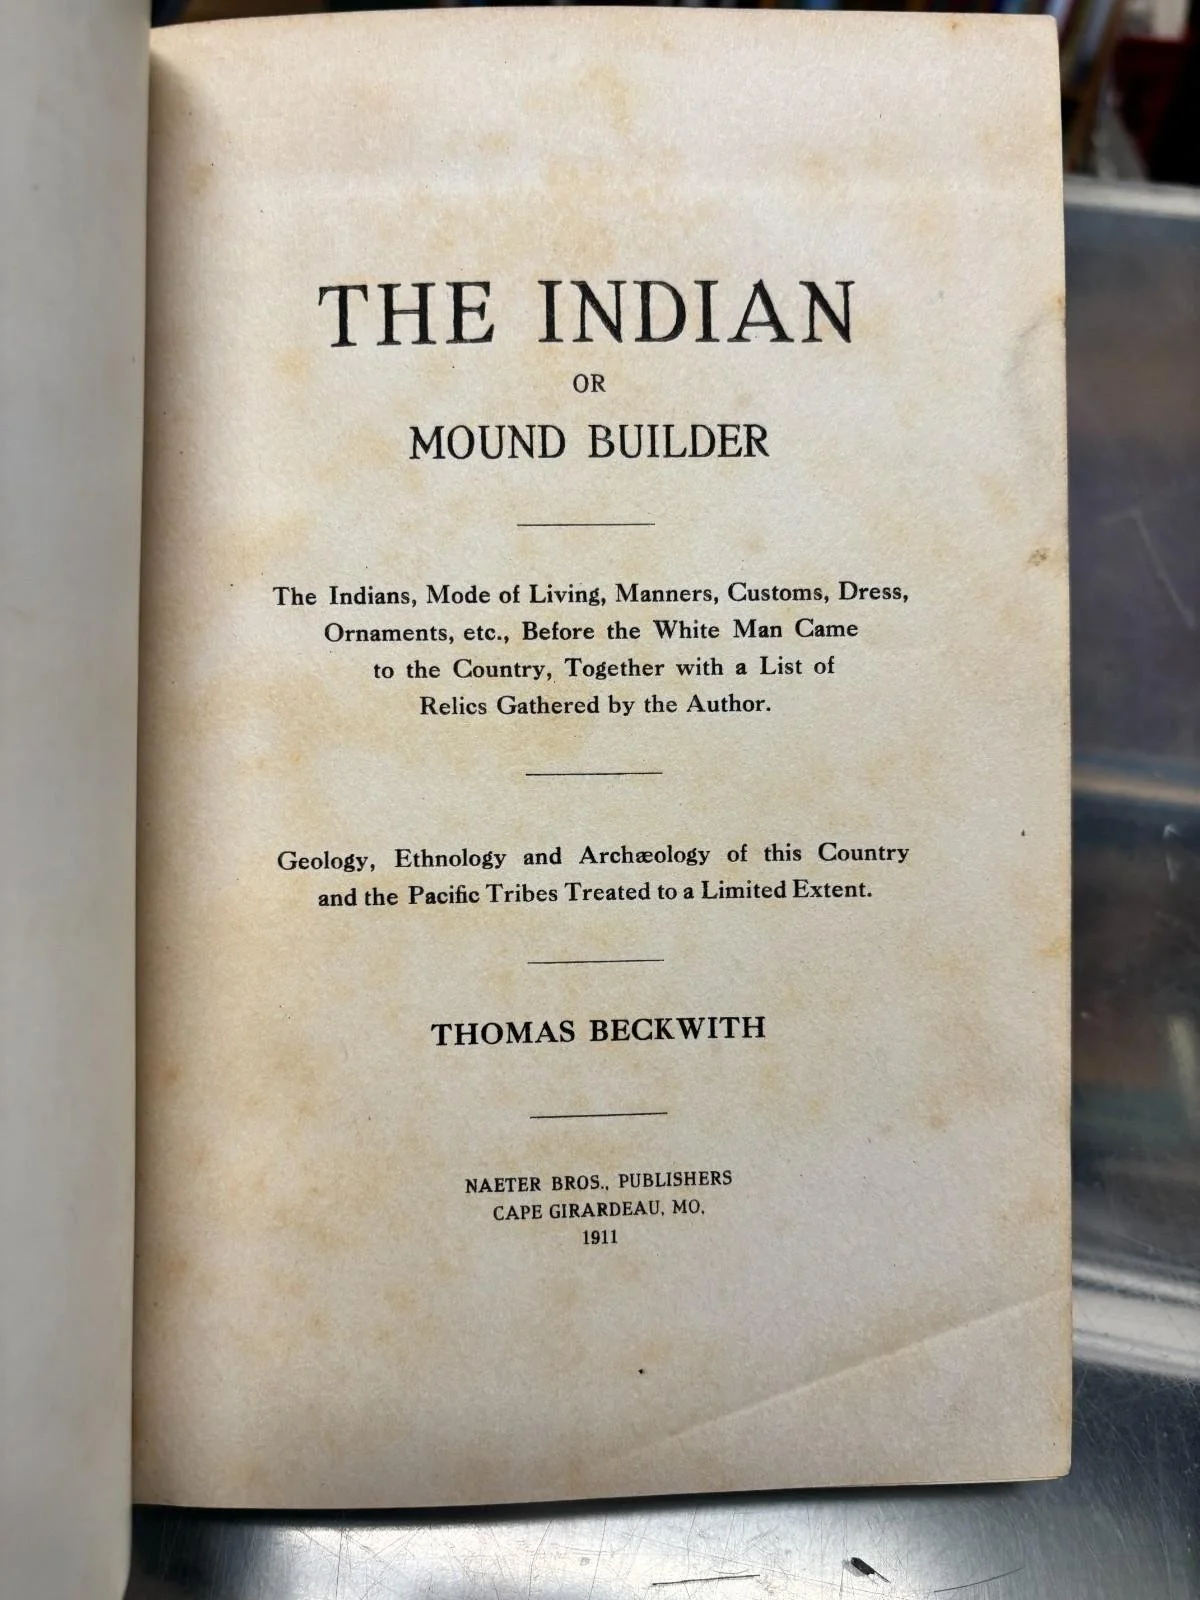 THE INDIAN
OR
MOUND BUILDER
The Indians, Mode of Living, Manners, Customs, Dress,
Ornaments, etc., Before the White Man Came
to the Country, Together with a List of
Relics Gathered by the Author.
Geology, Ethnology and Archæology of this Country
and the Pacific Tribes Treated to a Limited Extent.
THOMAS BECKWITH
NAETER BROS., PUBLISHERS
CAPE GIRARDEAU, MO.
1911